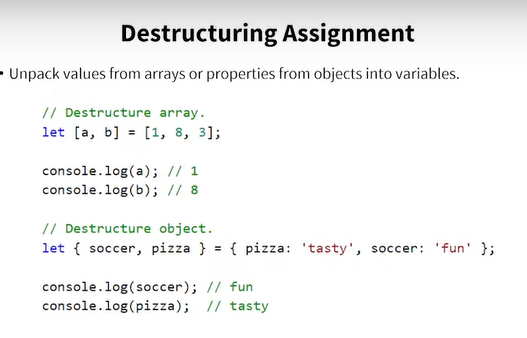 Destructuring Assignment
• Unpack values from arrays or properties from objects into variables.
// Destructure array.
let [a, b] = [1, 8, 3];
console.log(a); // 1
console.log(b); // 8
// Destructure object.
let { soccer, pizza } = { pizza: 'tasty', soccer: 'fun' };
console.log(soccer); // fun
console.log(pizza);  // tasty